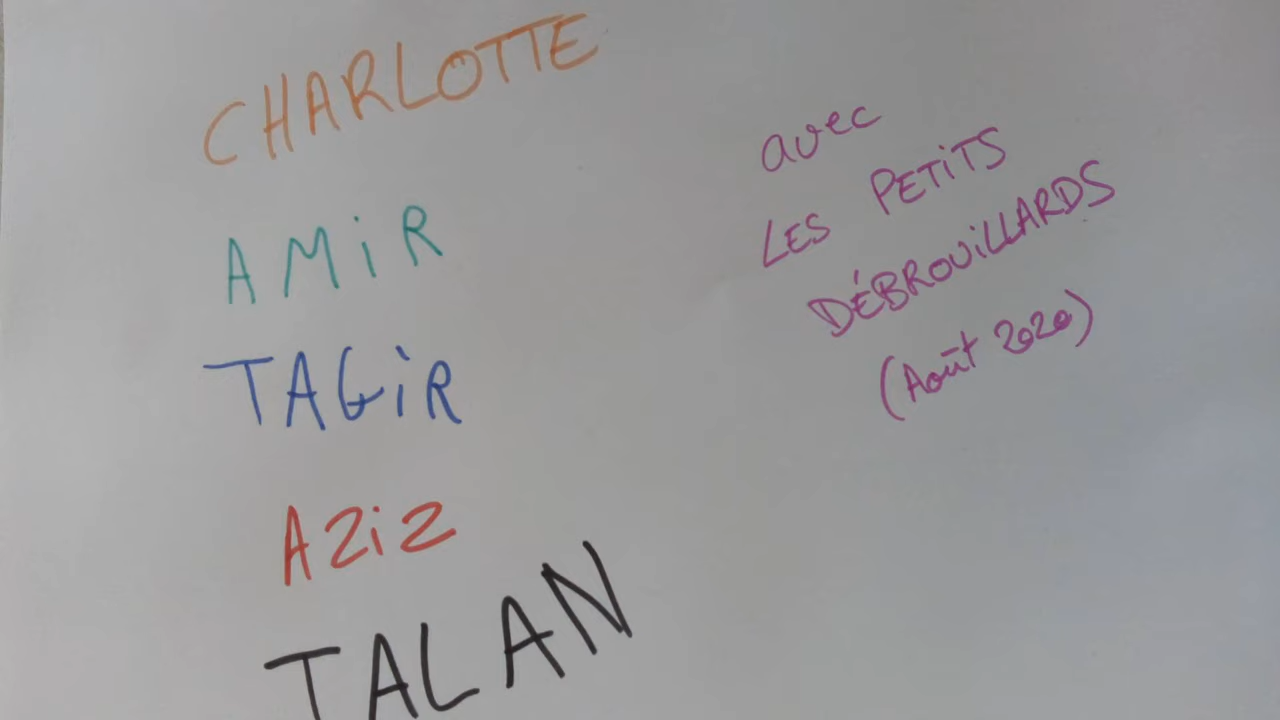 CHARLOTTE
AMiR
TAGiR
AZiZ
TALAN
avec
LES PETiTS
DÉBROUiLLARDS
(Août 2020)